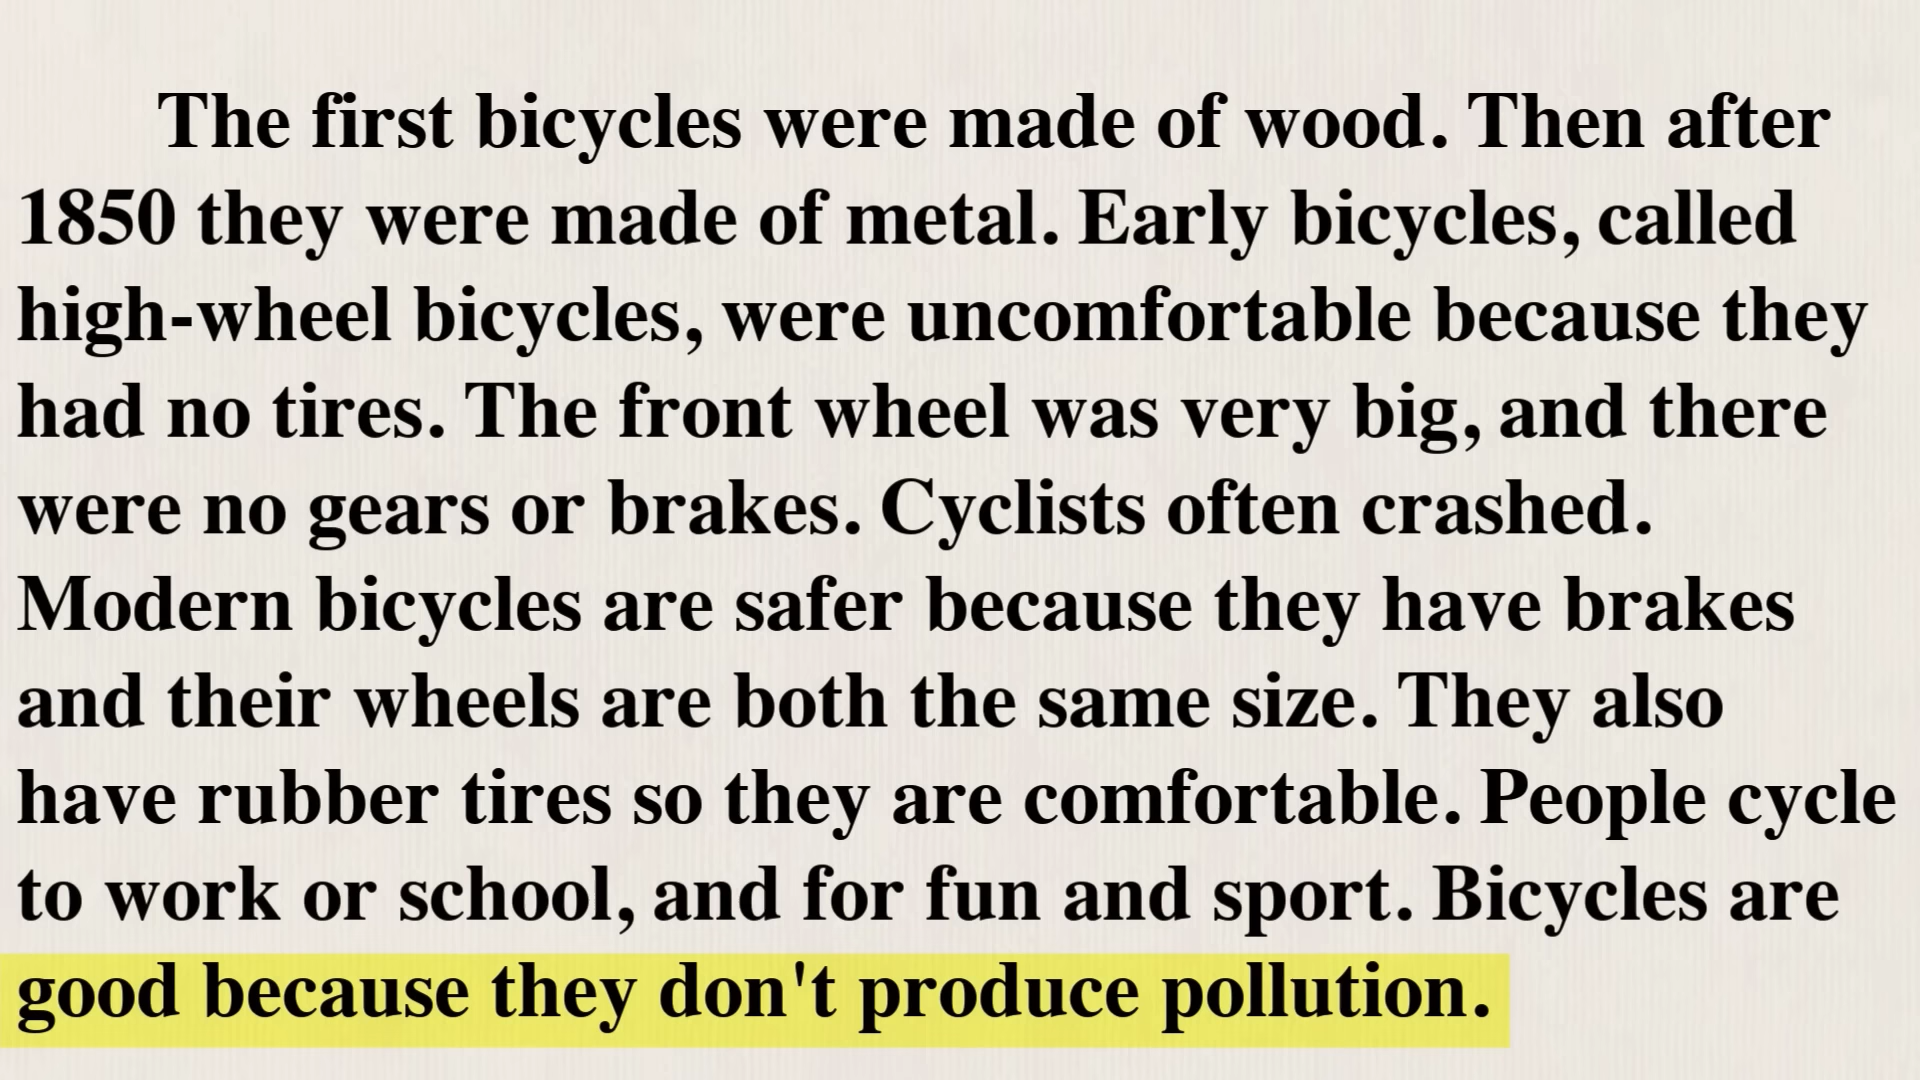 The first bicycles were made of wood. Then after
1850 they were made of metal. Early bicycles, called
high-wheel bicycles, were uncomfortable because they
had no tires. The front wheel was very big, and there
were no gears or brakes. Cyclists often crashed.
Modern bicycles are safer because they have brakes
and their wheels are both the same size. They also
have rubber tires so they are comfortable. People cycle
to work or school, and for fun and sport. Bicycles are
good because they don't produce pollution.